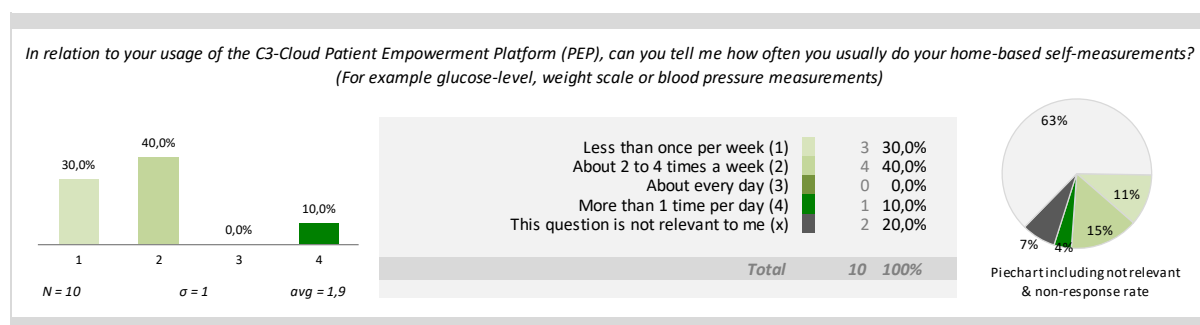 In relation to your usage of the C3-Cloud Patient Empowerment Platform (PEP), can you tell me how often you usually do your home-based self-measurements?
(For example glucose-level, weight scale or blood pressure measurements)
30,0%
40,0%
0,0%
10,0%
1 2 3 4
N = 10 σ = 1 avg = 1,9
Less than once per week (1) 3 30,0%
About 2 to 4 times a week (2) 4 40,0%
About every day (3) 0 0,0%
More than 1 time per day (4) 1 10,0%
This question is not relevant to me (x) 2 20,0%
Total 10 100%
63%
11%
15%
4%
7%
Piechart including not relevant
& non-response rate